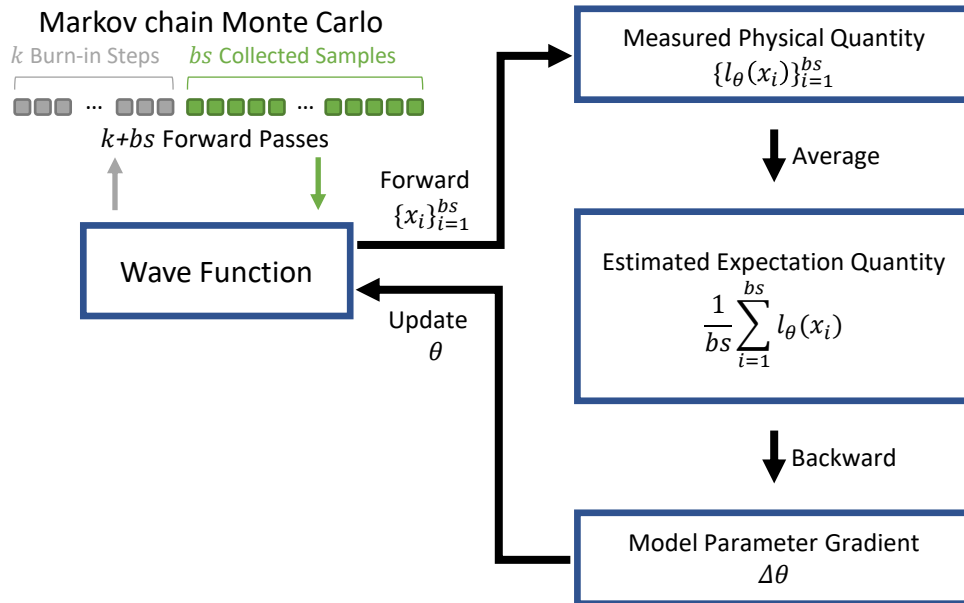 Markov chain Monte Carlo
k Burn-in Steps
bs Collected Samples
...
...
k+bs Forward Passes
Wave Function
Forward
{x_i}_{i=1}^{bs}
Update
θ
Measured Physical Quantity
{l_θ(x_i)}_{i=1}^{bs}
Average
Estimated Expectation Quantity
\frac{1}{bs}\sum_{i=1}^{bs} l_θ(x_i)
Backward
Model Parameter Gradient
Δθ